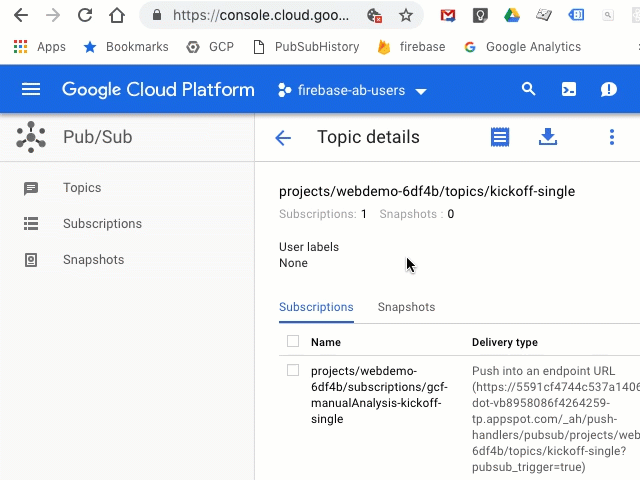 https://console.cloud.goo...
Apps Bookmarks GCP PubSubHistory firebase Google Analytics
Google Cloud Platform firebase-ab-users
Pub/Sub
Topics
Subscriptions
Snapshots
Topic details
projects/webdemo-6df4b/topics/kickoff-single
Subscriptions: 1 Snapshots : 0
User labels
None
Subscriptions Snapshots
Name Delivery type
projects/webdemo-
6df4b/subscriptions/gcf-
manualAnalysis-kickoff-
single
Push into an endpoint URL
(https://5591cf4744c537a1406
dot-vb8958086f4264259-
tp.appspot.com/_ah/push-
handlers/pubsub/projects/web
6df4b/topics/kickoff-single?
pubsub_trigger=true)